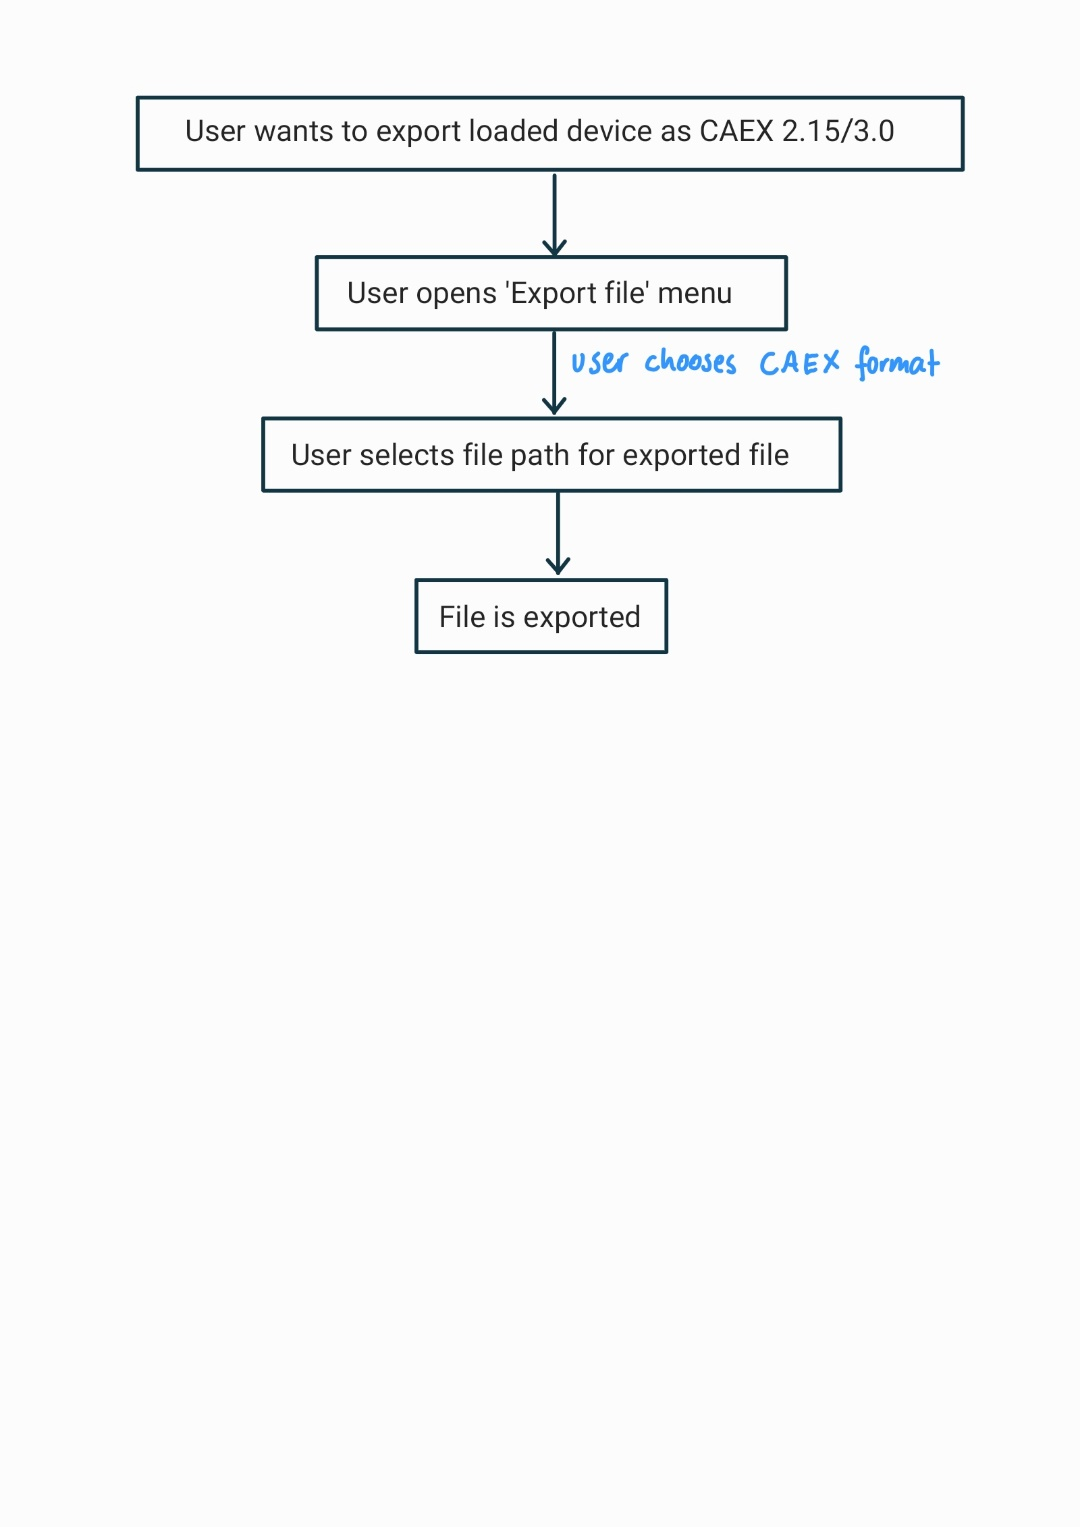 User wants to export loaded device as CAEX 2.15/3.0
User opens 'Export file' menu
user chooses CAEX format
User selects file path for exported file
File is exported